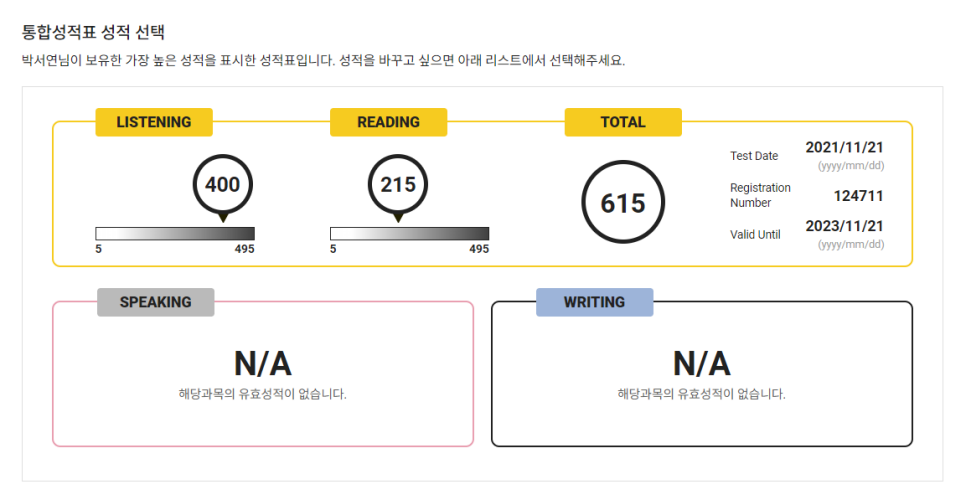 통합성적표 성적 선택
박서연님이 보유한 가장 높은 성적을 표시한 성적표입니다. 성적을 바꾸고 싶으면 아래 리스트에서 선택해주세요.
LISTENING
400
5 495
READING
215
5 495
TOTAL
615
Test Date 2021/11/21
(yyyy/mm/dd)
Registration
Number 124711
Valid Until 2023/11/21
(yyyy/mm/dd)
SPEAKING
N/A
해당과목의 유효성적이 없습니다.
WRITING
N/A
해당과목의 유효성적이 없습니다.